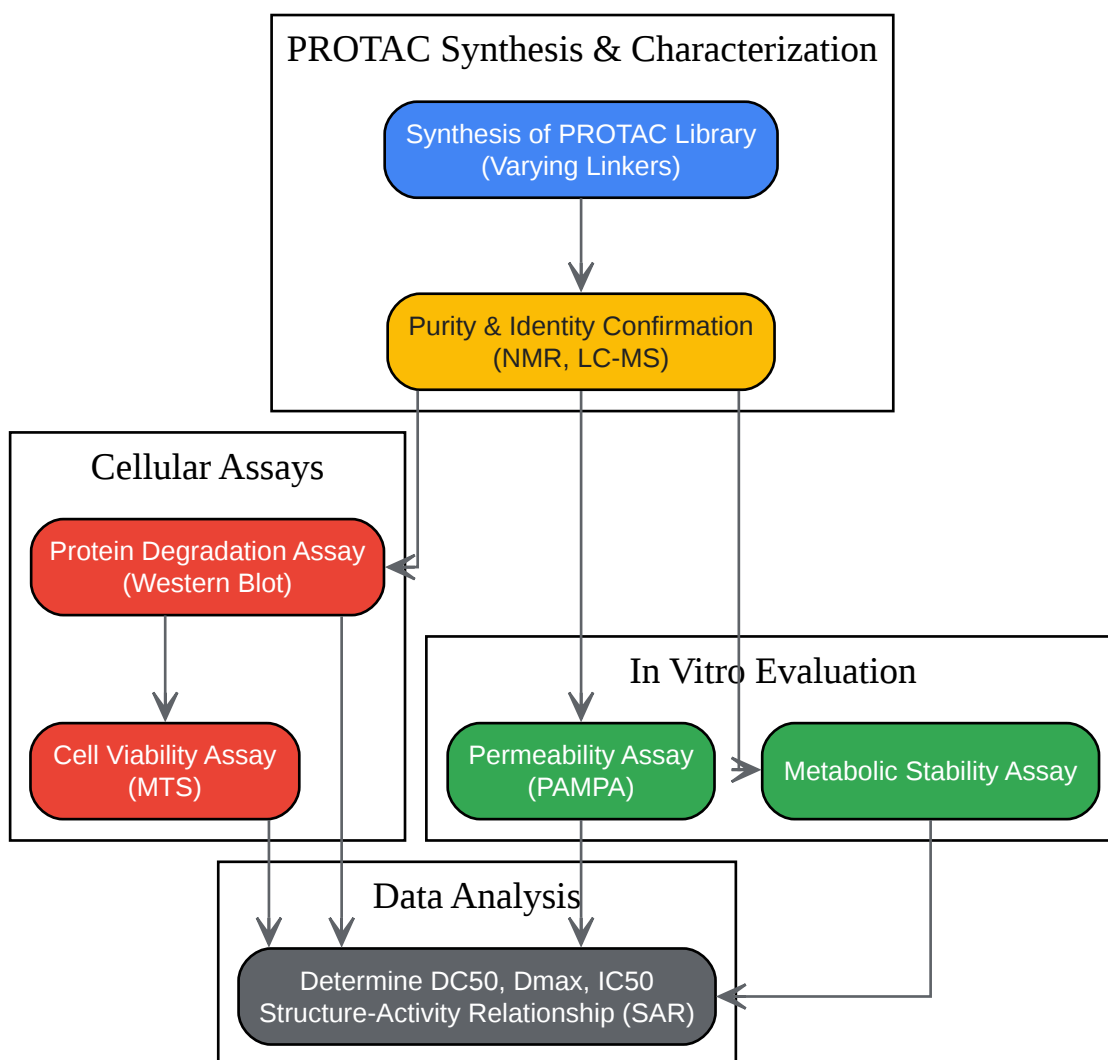 PROTAC Synthesis & Characterization
Synthesis of PROTAC Library
(Varying Linkers)
Purity & Identity Confirmation
(NMR, LC-MS)
Cellular Assays
Protein Degradation Assay
(Western Blot)
Cell Viability Assay
(MTS)
In Vitro Evaluation
Permeability Assay
(PAMPA)
Metabolic Stability Assay
Data Analysis
Determine DC50, Dmax, IC50
Structure-Activity Relationship (SAR)